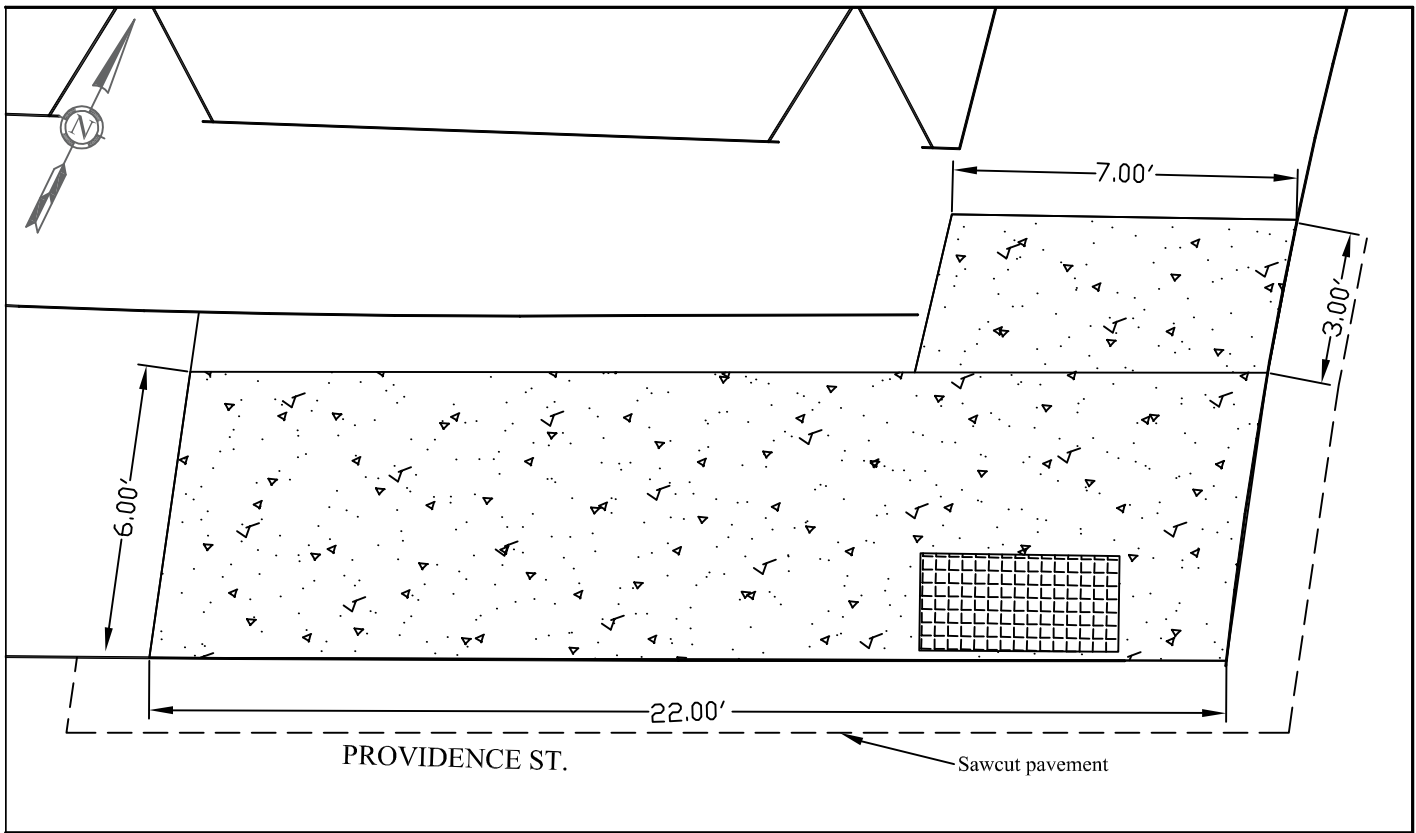 N
7.00′
3.00′
6.00′
22.00′
PROVIDENCE ST.
Sawcut pavement